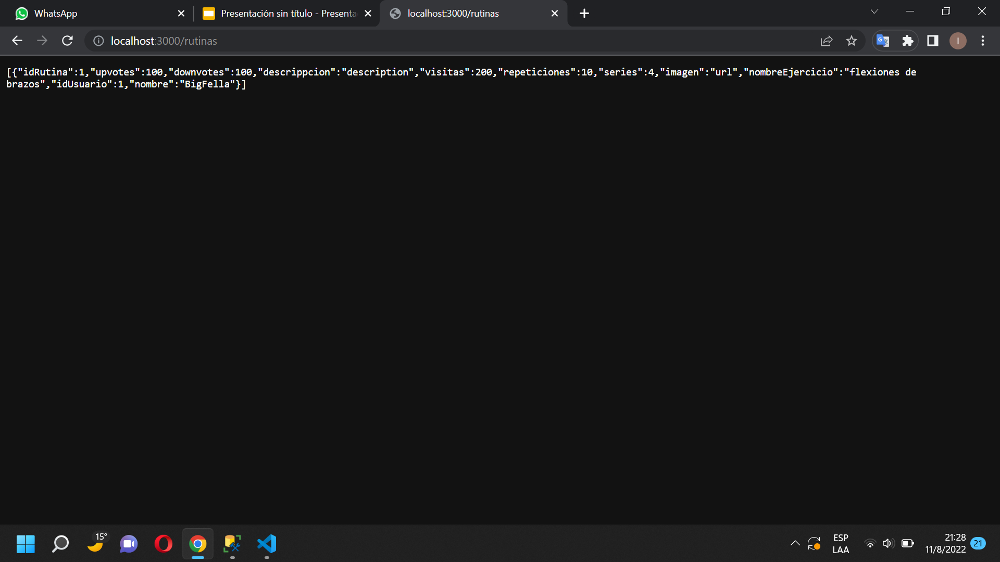 WhatsApp
Presentación sin título - Presenta
localhost:3000/rutinas
localhost:3000/rutinas
I
[{"idRutina":1,"upvotes":100,"downvotes":100,"descrippcion":"description","visitas":200,"repeticiones":10,"series":4,"imagen":"url","nombreEjercicio":"flexiones de
brazos","idUsuario":1,"nombre":"BigFella"}]
15°
ESP
LAA
21:28
11/8/2022
21